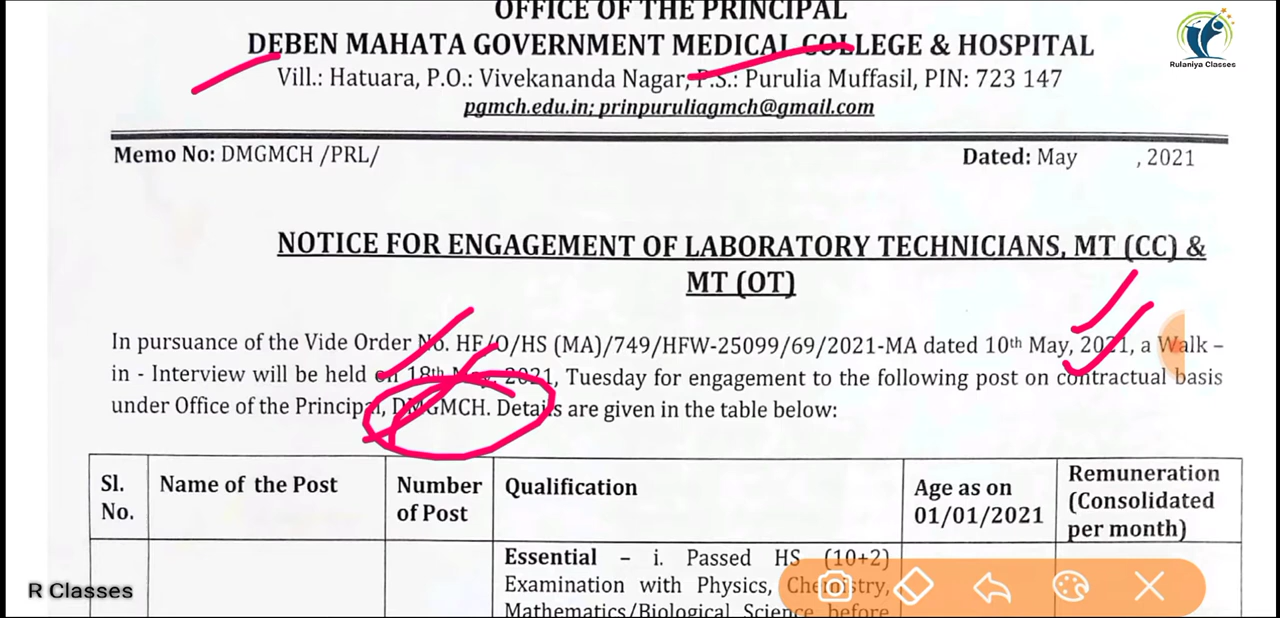 OFFICE OF THE PRINCIPAL
DEBEN MAHATA GOVERNMENT MEDICAL COLLEGE & HOSPITAL
Rulaniya Classes
Vill.: Hatuara, P.O.: Vivekananda Nagar, P.S.: Purulia Muffasil, PIN: 723 147
pgmch.edu.in; prinpuruliagmch@gmail.com
Memo No: DMGMCH /PRL/ Dated: May , 2021
NOTICE FOR ENGAGEMENT OF LABORATORY TECHNICIANS, MT (CC) &
MT (OT)
In pursuance of the Vide Order No. HF/O/HS (MA)/749/HFW-25099/69/2021-MA dated 10th May, 2021, a Walk –
in - Interview will be held on 18th May, 2021, Tuesday for engagement to the following post on contractual basis
under Office of the Principal, DMGMCH. Details are given in the table below:
Sl. No.
Name of the Post
Number of Post
Qualification
Age as on 01/01/2021
Remuneration (Consolidated per month)
Essential – i. Passed HS (10+2)
Examination with Physics, Chemistry,
Mathematics/Biological Science before
R Classes